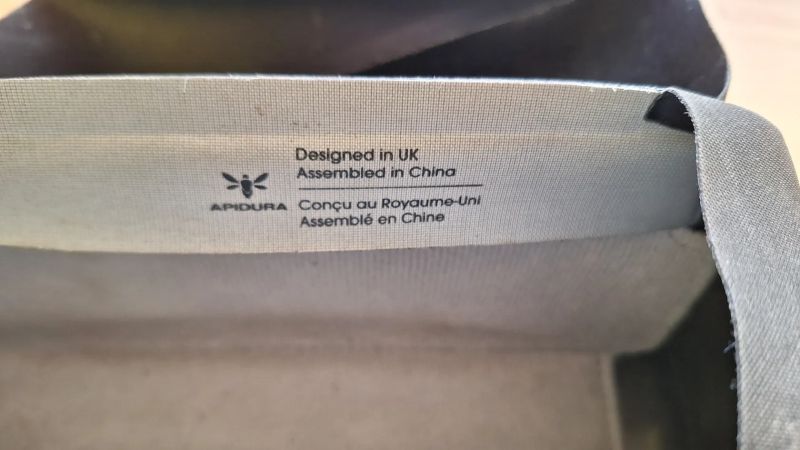 Designed in UK
Assembled in China
APIDURA
Conçu au Royaume-Uni
Assemblé en Chine